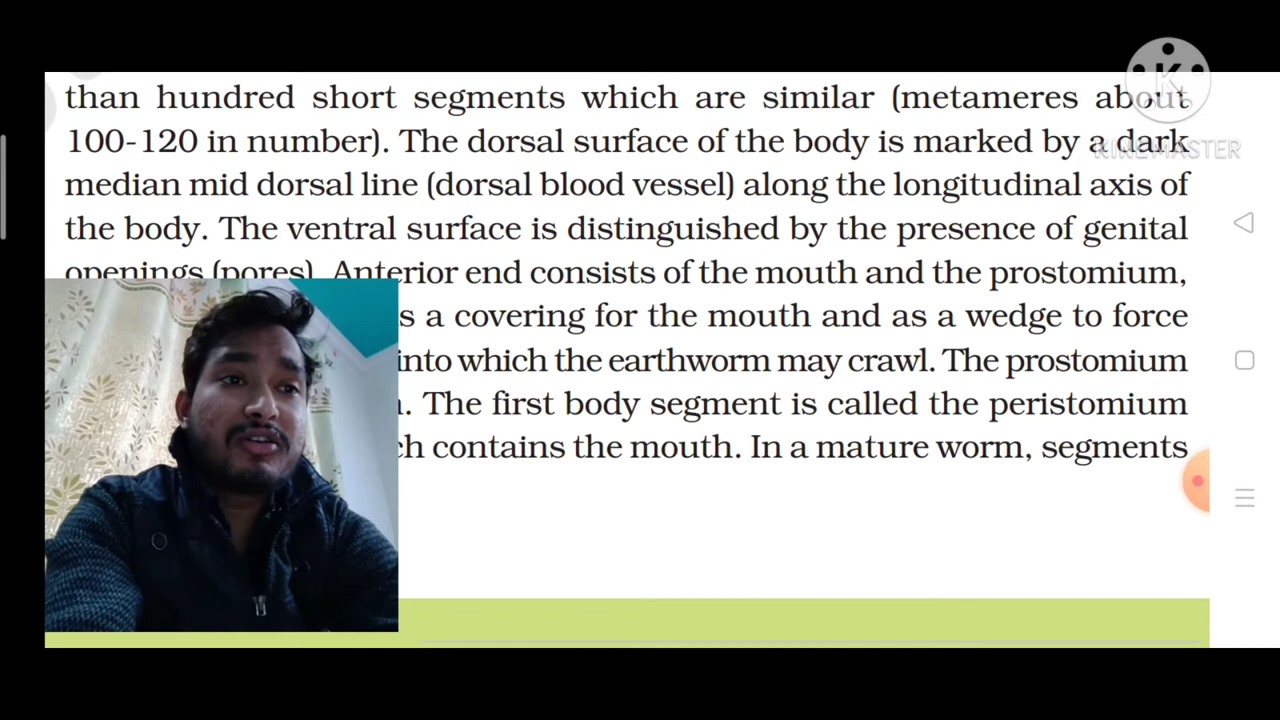 than hundred short segments which are similar (metameres about
100-120 in number). The dorsal surface of the body is marked by a dark
median mid dorsal line (dorsal blood vessel) along the longitudinal axis of
the body. The ventral surface is distinguished by the presence of genital
openings (pores). Anterior end consists of the mouth and the prostomium,
s a covering for the mouth and as a wedge to force
into which the earthworm may crawl. The prostomium
The first body segment is called the peristomium
ch contains the mouth. In a mature worm, segments
K
KINEMASTER